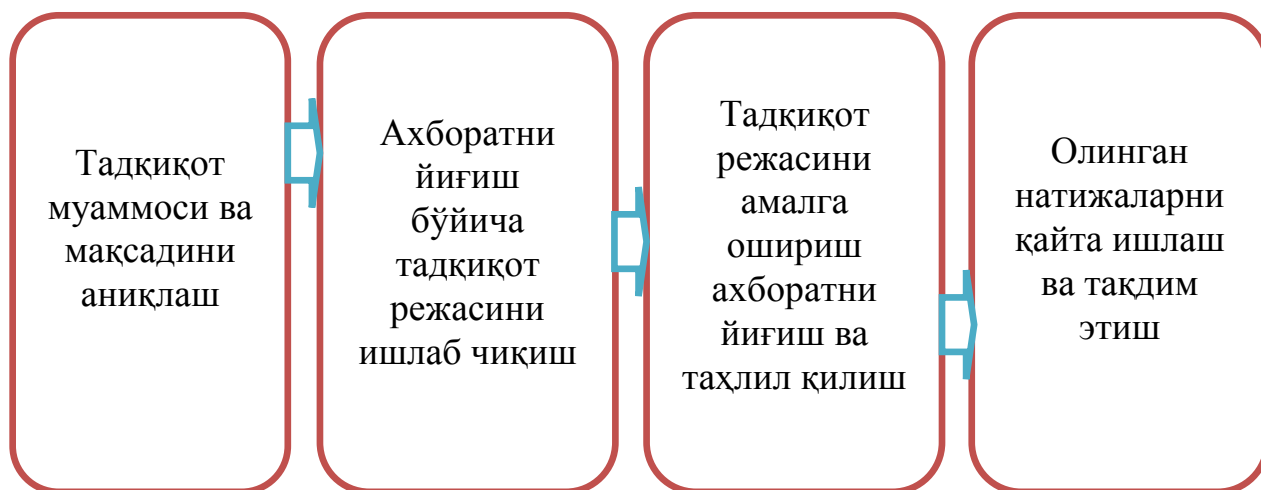 Тадқиқот
муаммоси ва
мақсадини
аниқлаш
Ахборатни
йиғиш
бўйича
тадқиқот
режасини
ишлаб чиқиш
Тадқиқот
режасини
амалга
ошириш
ахборатни
йиғиш ва
таҳлил қилиш
Олинган
натижаларни
қайта ишлаш
ва тақдим
этиш